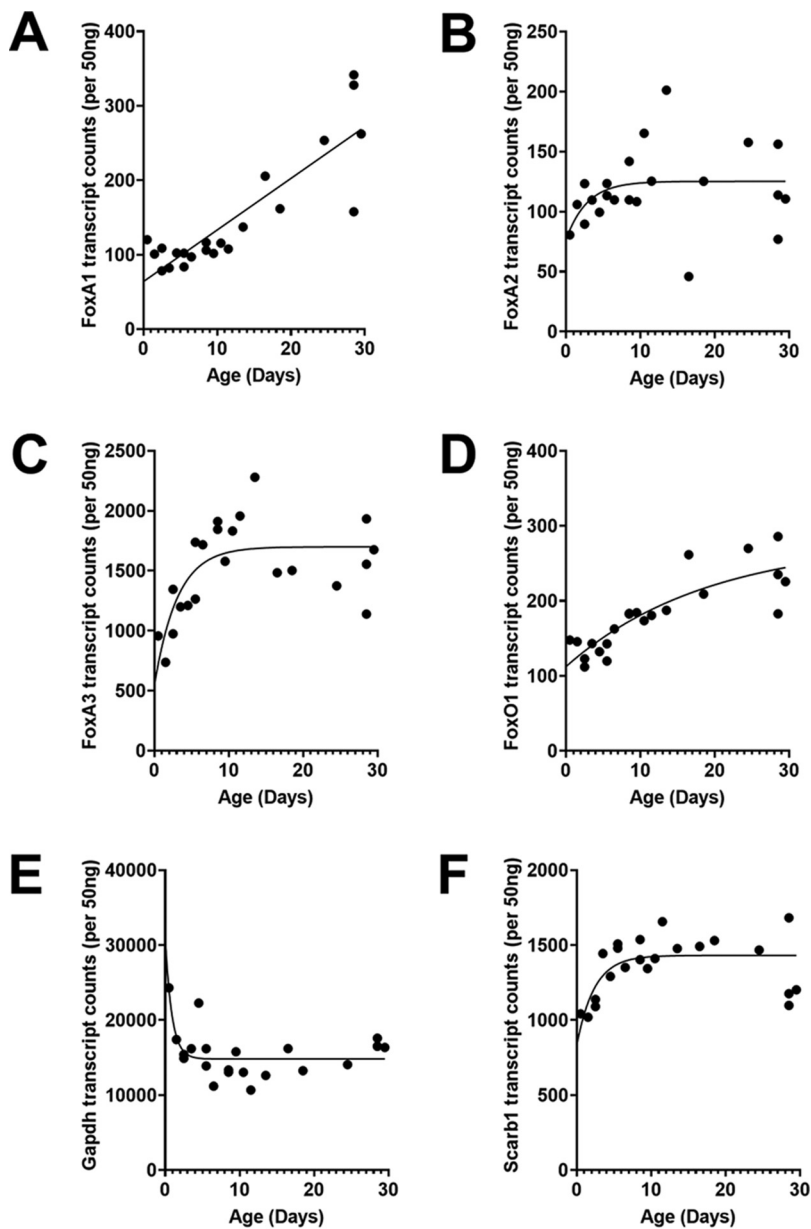 A
FoxA1 transcript counts (per 50ng)
400
300
200
100
0
0 10 20 30
Age (Days)
B
FoxA2 transcript counts (per 50ng)
250
200
150
100
50
0
0 10 20 30
Age (Days)
C
FoxA3 transcript counts (per 50ng)
2500
2000
1500
1000
500
0
0 10 20 30
Age (Days)
D
FoxO1 transcript counts (per 50ng)
400
300
200
100
0
0 10 20 30
Age (Days)
E
Gapdh transcript counts (per 50ng)
40000
30000
20000
10000
0
0 10 20 30
Age (Days)
F
Scarb1 transcript counts (per 50ng)
2000
1500
1000
500
0
0 10 20 30
Age (Days)